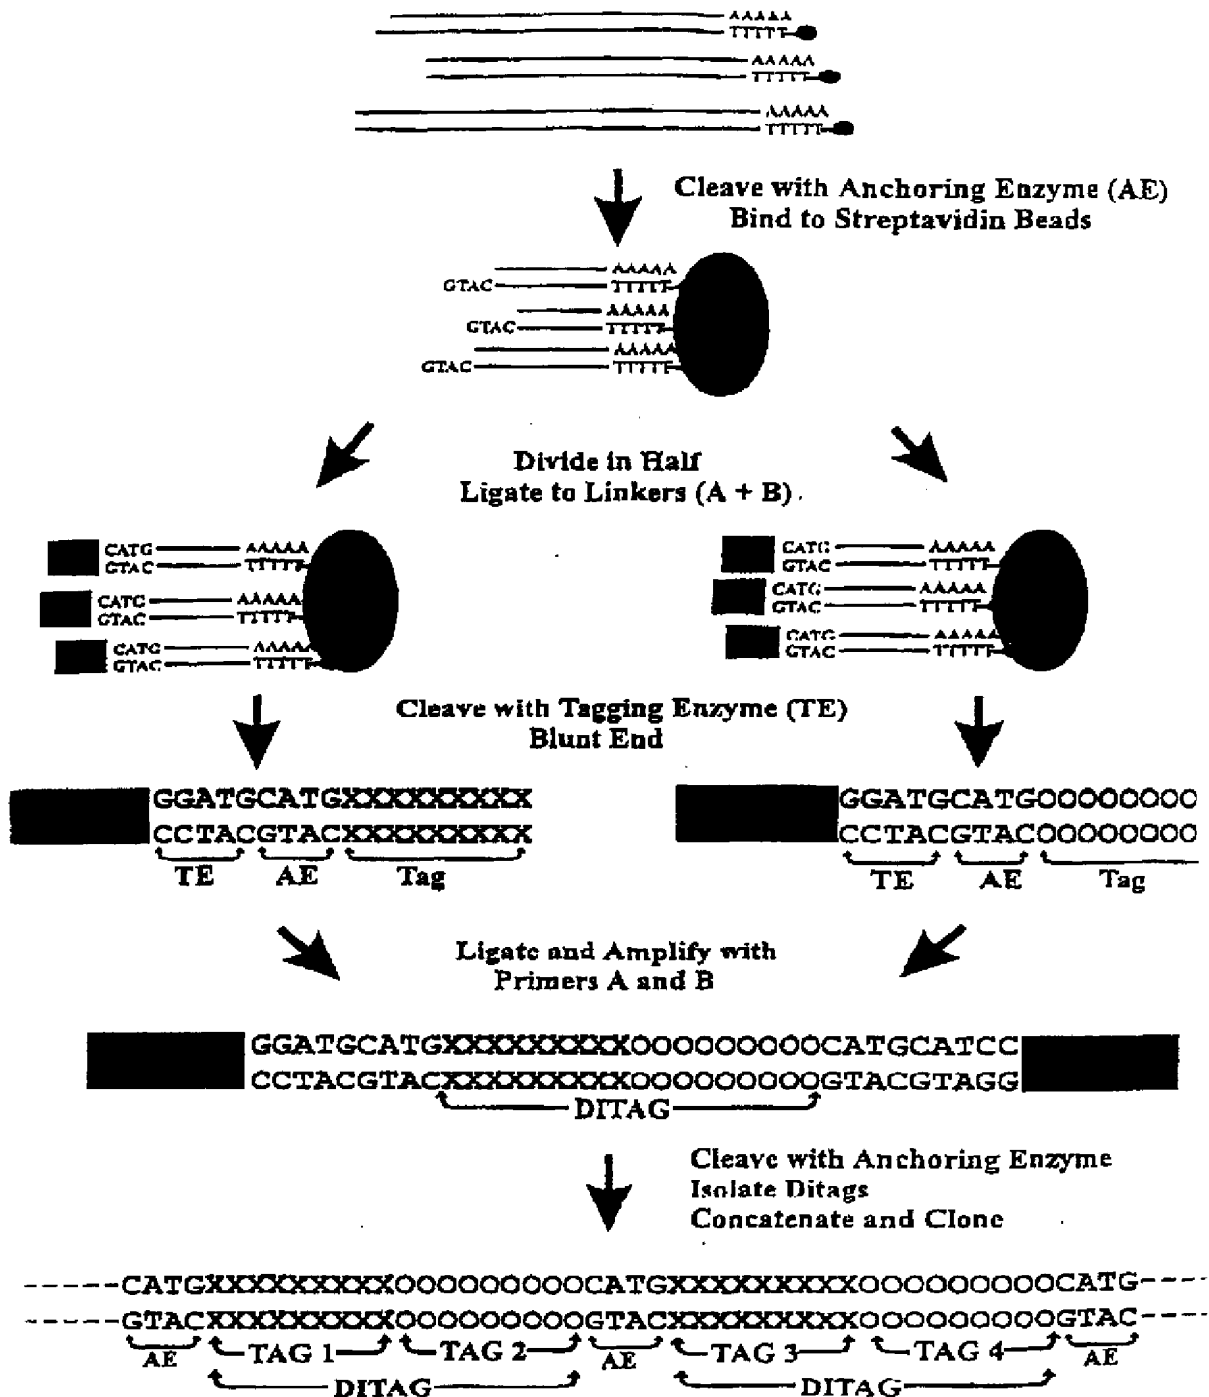 AAAAA
TTTTT
AAAAA
TTTTT
AAAAA
TTTTT
Cleave with Anchoring Enzyme (AE)
Bind to Streptavidin Beads
AAAAA
GTAC TTTTT
AAAAA
GTAC TTTTT
AAAAA
GTAC TTTTT
Divide in Half
Ligate to Linkers (A + B)
CATG AAAAA
GTAC TTTTT
CATG AAAAA
GTAC TTTTT
CATG AAAAA
GTAC TTTTT
CATG AAAAA
GTAC TTTTT
CATG AAAAA
GTAC TTTTT
CATG AAAAA
GTAC TTTTT
Cleave with Tagging Enzyme (TE)
Blunt End
GGATGCATGXXXXXXXXX
CCTACGTACXXXXXXXXX
TE AE Tag
GGATGCATGOOOOOOOO
CCTACGTACOOOOOOOO
TE AE Tag
Ligate and Amplify with
Primers A and B
GGATGCATGXXXXXXXXXOOOOOOOOOCATGCATCC
CCTACGTACXXXXXXXXXOOOOOOOOOGTACGTAGG
DITAG
Cleave with Anchoring Enzyme
Isolate Ditags
Concatenate and Clone
-----CATGXXXXXXXXXOOOOOOOOOCATGXXXXXXXXXOOOOOOOOOCATG----
-----GTACXXXXXXXXXOOOOOOOOOGTACXXXXXXXXXOOOOOOOOOGTAC----
AE TAG 1 TAG 2 AE TAG 3 TAG 4 AE
DITAG DITAG